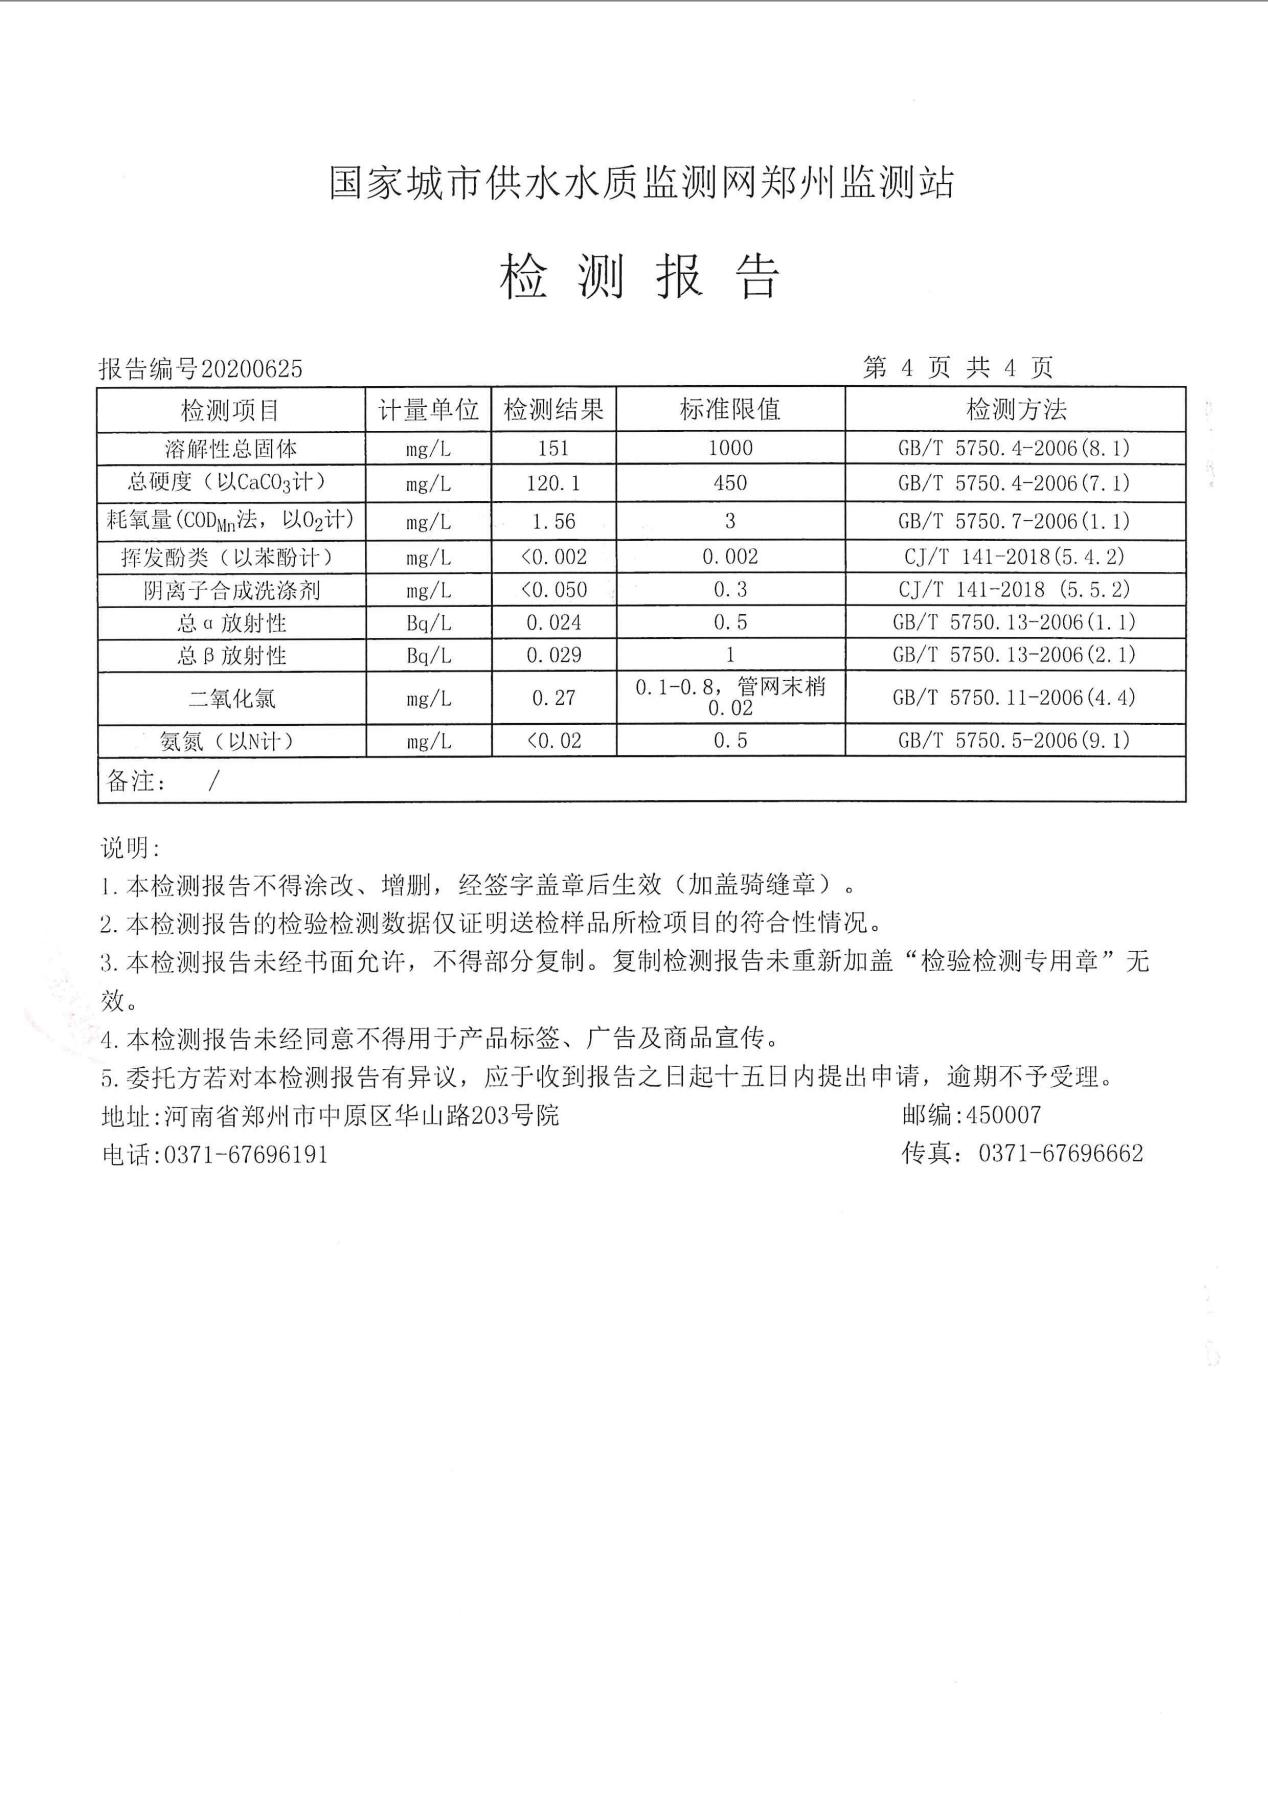 国家城市供水水质监测网郑州监测站
检测报告
报告编号20200625 第 4 页 共 4 页
检测项目 计量单位 检测结果 标准限值 检测方法
溶解性总固体 mg/L 151 1000 GB/T 5750.4-2006(8.1)
总硬度（以CaCO3计） mg/L 120.1 450 GB/T 5750.4-2006(7.1)
耗氧量(CODMn法，以O2计) mg/L 1.56 3 GB/T 5750.7-2006(1.1)
挥发酚类（以苯酚计） mg/L <0.002 0.002 CJ/T 141-2018(5.4.2)
阴离子合成洗涤剂 mg/L <0.050 0.3 CJ/T 141-2018 (5.5.2)
总α放射性 Bq/L 0.024 0.5 GB/T 5750.13-2006(1.1)
总β放射性 Bq/L 0.029 1 GB/T 5750.13-2006(2.1)
二氧化氯 mg/L 0.27 0.1-0.8，管网末梢 GB/T 5750.11-2006(4.4)
0.02
氨氮（以N计） mg/L <0.02 0.5 GB/T 5750.5-2006(9.1)
备注： /
说明:
1.本检测报告不得涂改、增删，经签字盖章后生效（加盖骑缝章）。
2.本检测报告的检验检测数据仅证明送检样品所检项目的符合性情况。
3.本检测报告未经书面允许，不得部分复制。复制检测报告未重新加盖“检验检测专用章”无
效。
4.本检测报告未经同意不得用于产品标签、广告及商品宣传。
5.委托方若对本检测报告有异议，应于收到报告之日起十五日内提出申请，逾期不予受理。
地址:河南省郑州市中原区华山路203号院 邮编:450007
电话:0371-67696191 传真：0371-67696662